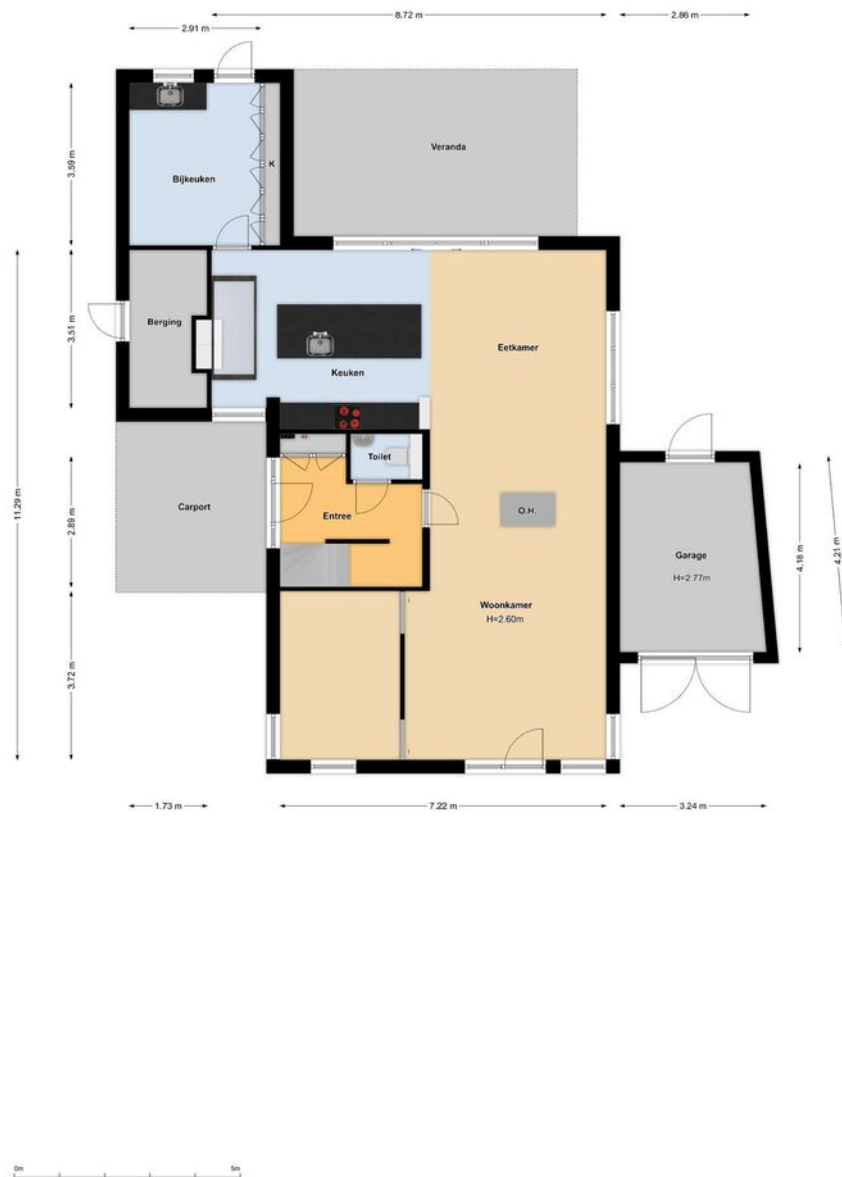 8.72 m
2.86 m
2.91 m
3.59 m
Veranda
Bijkeuken
K
11.29 m
3.51 m
Berging
Eetkamer
Keuken
Toilet
2.89 m
Carport
Entree
O.H.
Garage
H=2.77m
4.18 m
4.21 m
Woonkamer
H=2.60m
3.72 m
1.73 m
7.22 m
3.24 m
0m
5m